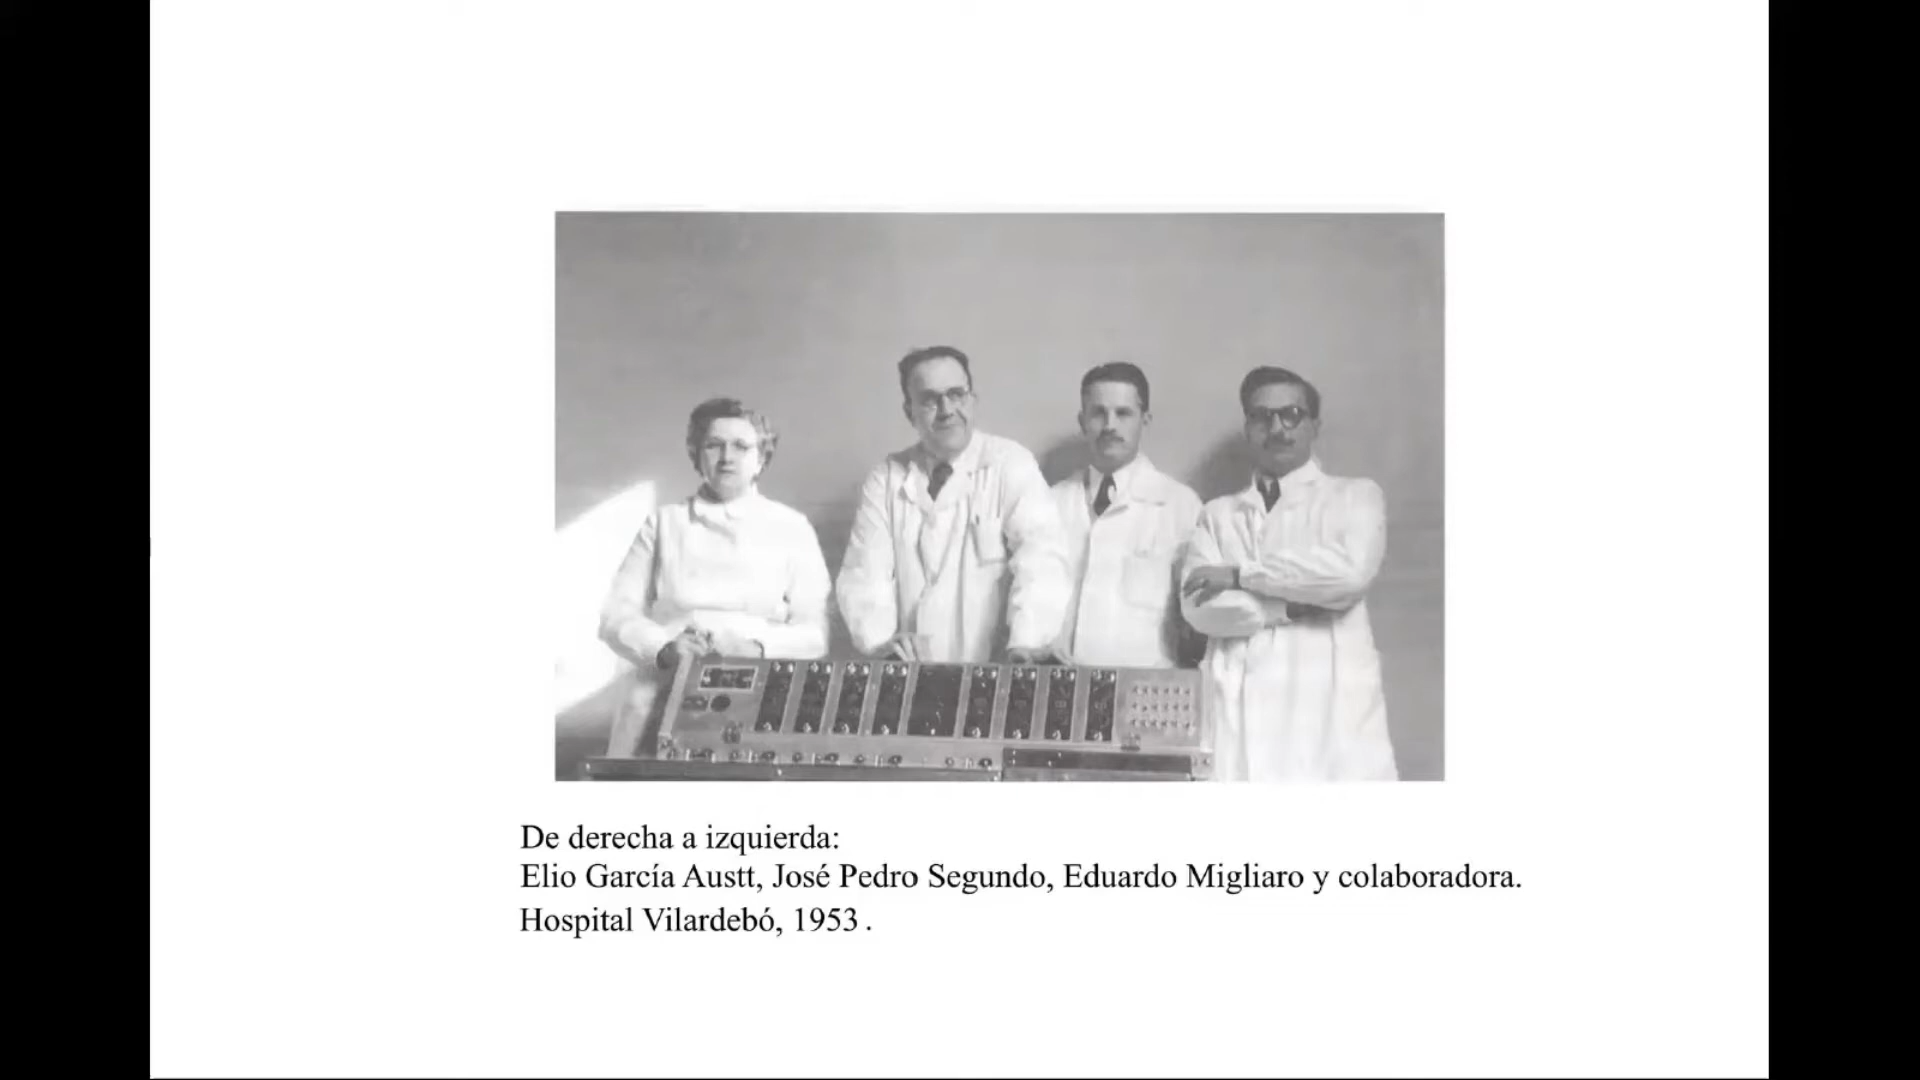 De derecha a izquierda:
Elio García Austt, José Pedro Segundo, Eduardo Migliaro y colaboradora.
Hospital Vilardebó, 1953 .